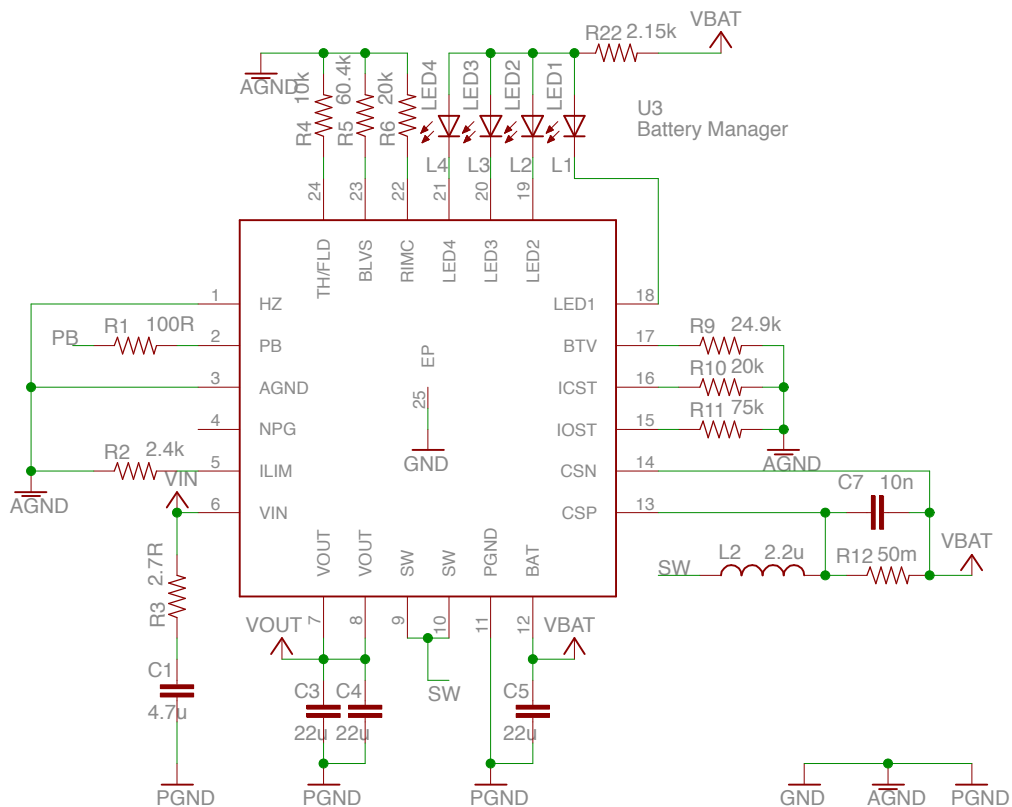 VBAT
R22 2.15k
AGND
R4 10k
R5 60.4k
R6 20k
LED4
LED3
LED2
LED1
L4
L3
L2
L1
U3
Battery Manager
24
23
22
21
20
19
TH/FLD
BLVS
RIMC
LED4
LED3
LED2
1 HZ
LED1 18
PB R1 100R 2 PB
BTV 17 R9 24.9k
3 AGND
ICST 16 R10 20k
4 NPG
IOST 15 R11 75k
R2 2.4k 5 ILIM
CSN 14
AGND
AGND
VIN
6 VIN
CSP 13
EP
25
GND
C7 10n
SW L2 2.2u
R12 50m
VBAT
VOUT
VOUT
SW
SW
PGND
BAT
7
8
9
10
11
12
R3 2.7R
C1
4.7u
PGND
VOUT
C3
22u
C4
22u
PGND
SW
VBAT
C5
22u
PGND
GND
AGND
PGND